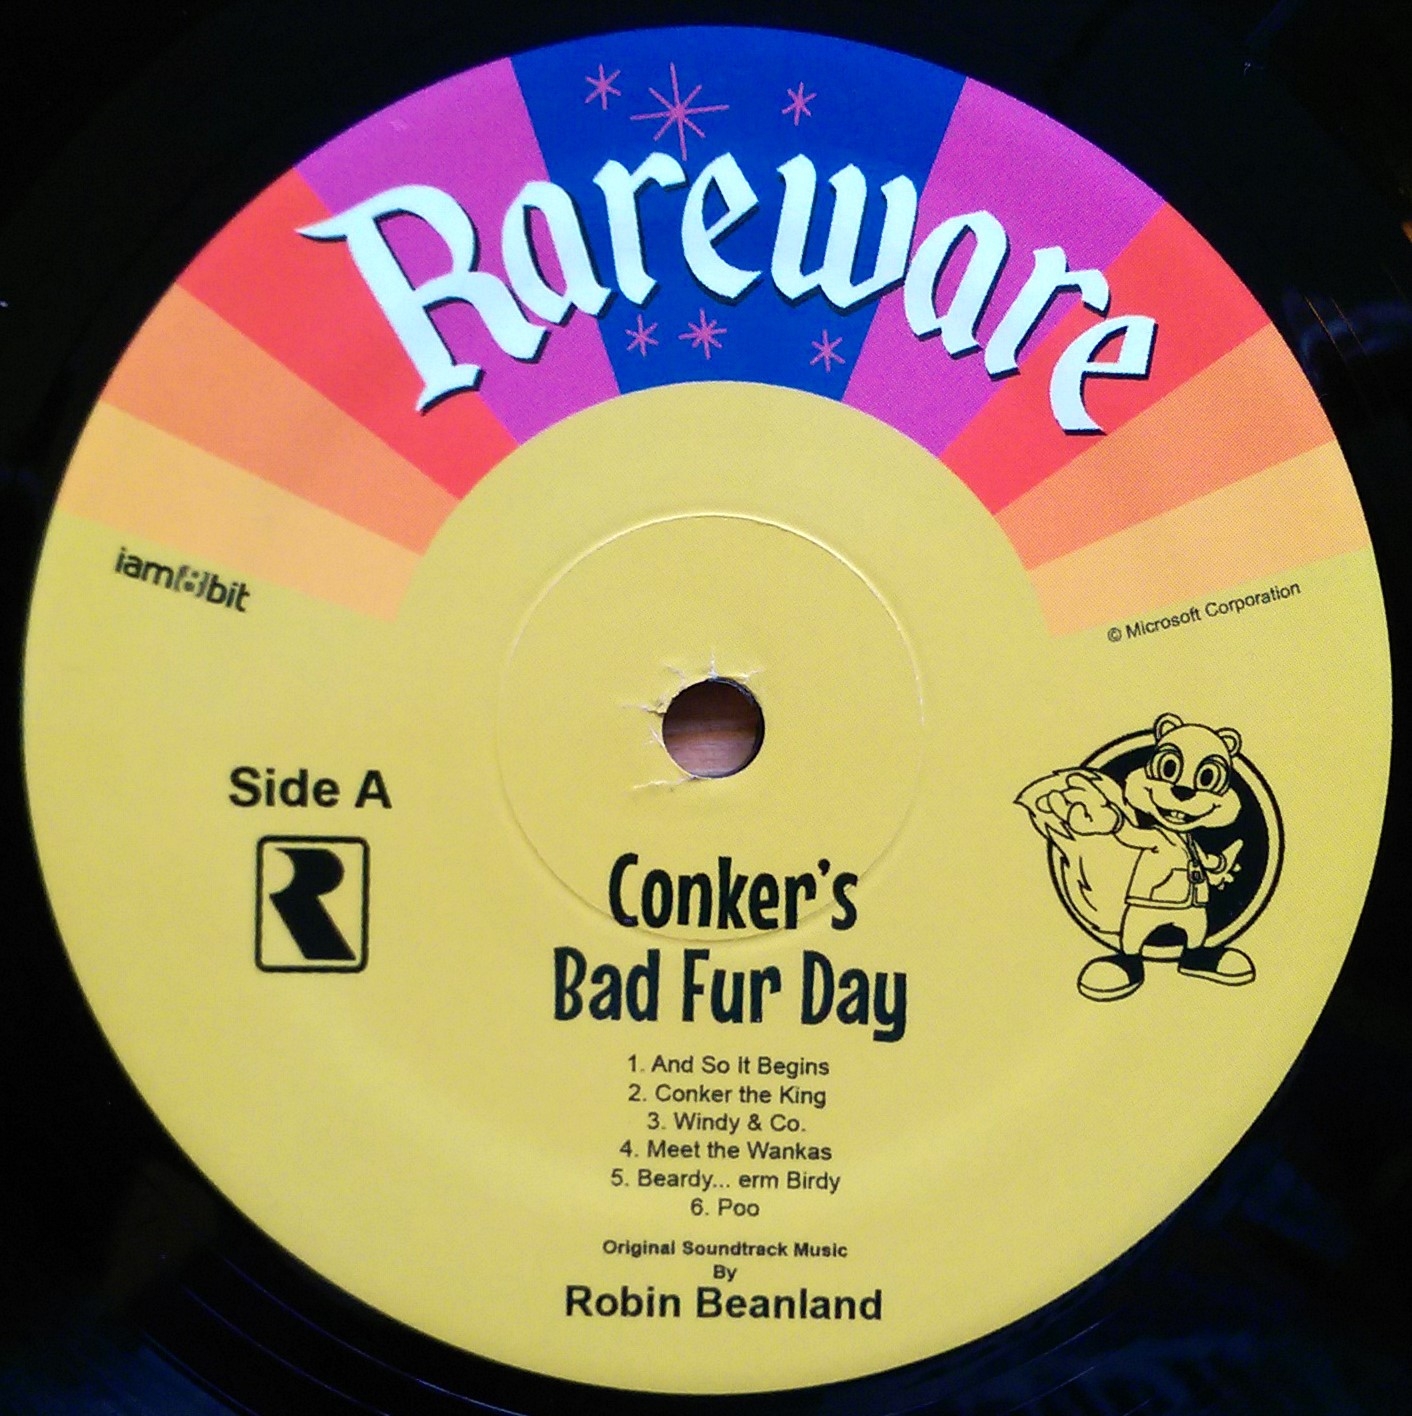 Rareware
iam8bit
© Microsoft Corporation
Side A
R
Conker's
Bad Fur Day
1. And So It Begins
2. Conker the King
3. Windy & Co.
4. Meet the Wankas
5. Beardy... erm Birdy
6. Poo
Original Soundtrack Music
By
Robin Beanland